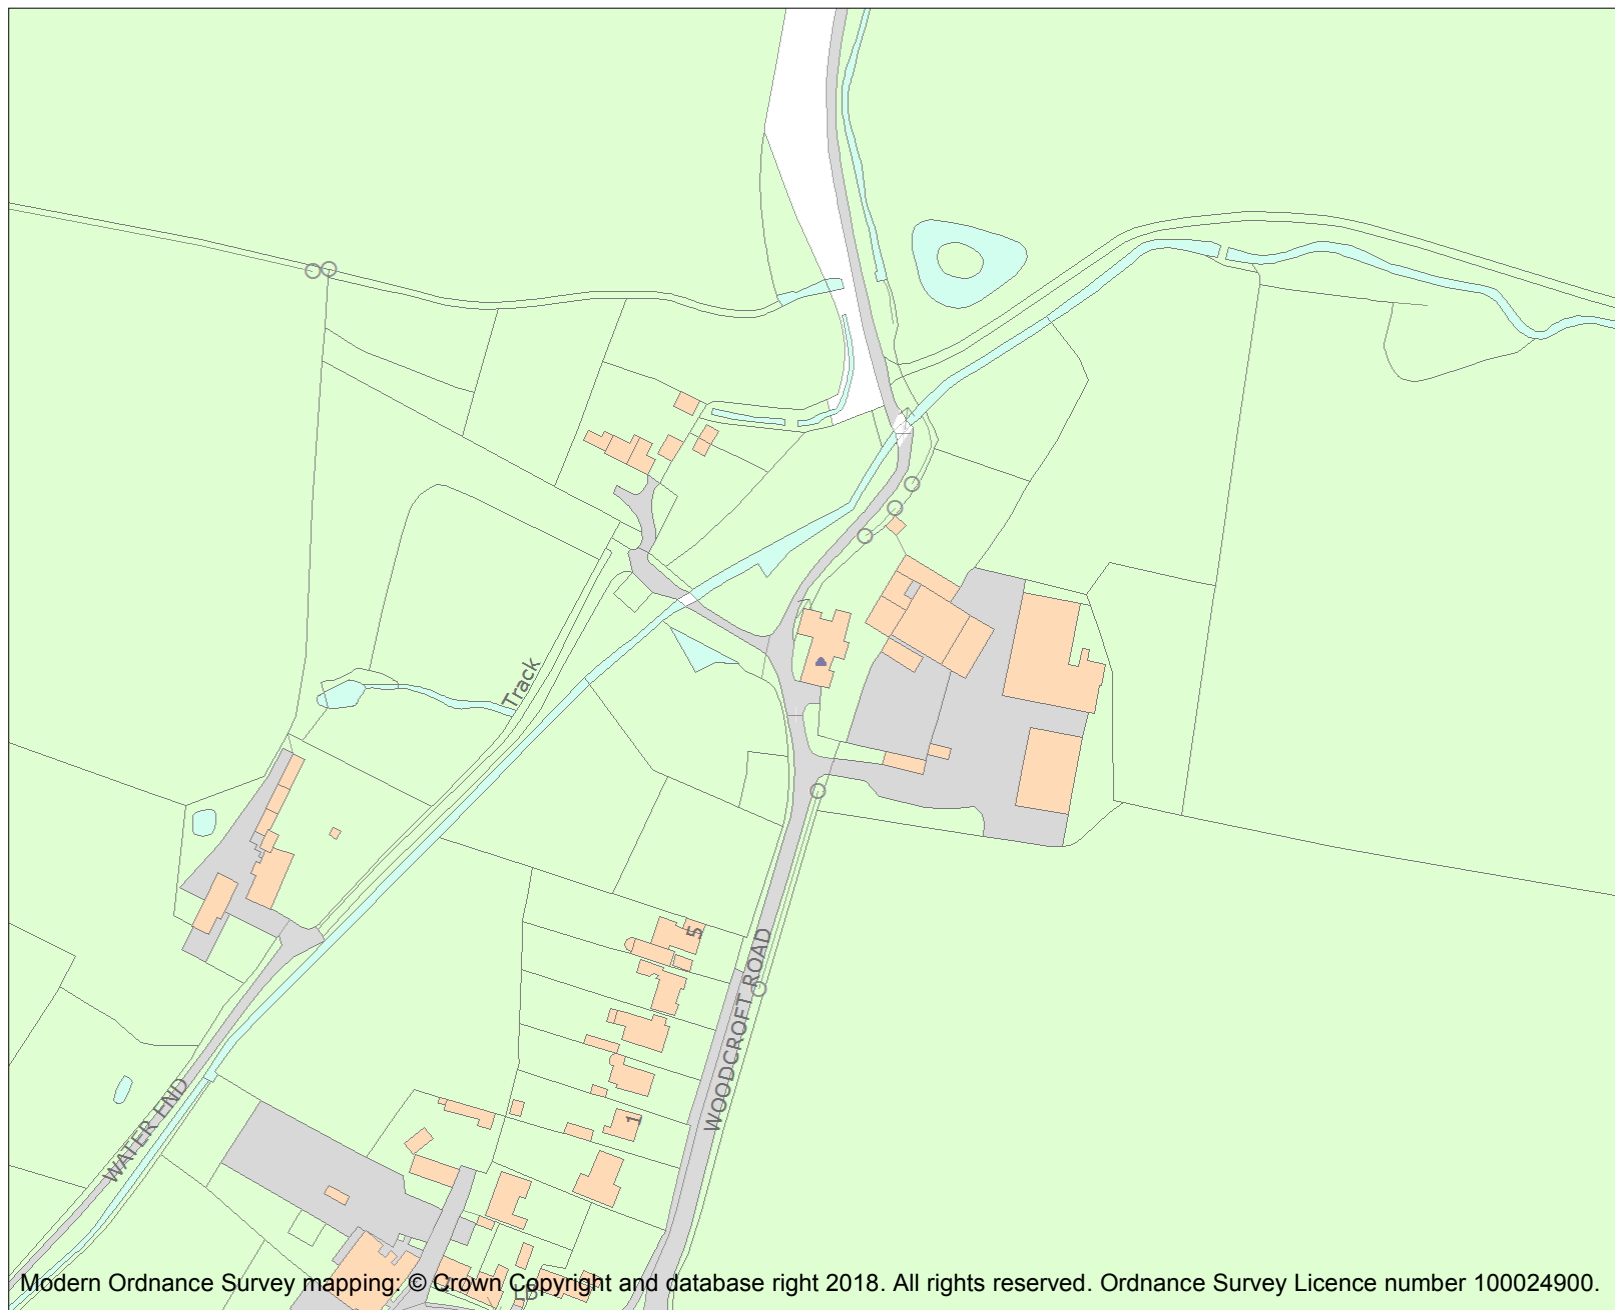 Track
5
WOODCROFT ROAD
WATER END
1
LB
Modern Ordnance Survey mapping: © Crown Copyright and database right 2018. All rights reserved. Ordnance Survey Licence number 100024900.